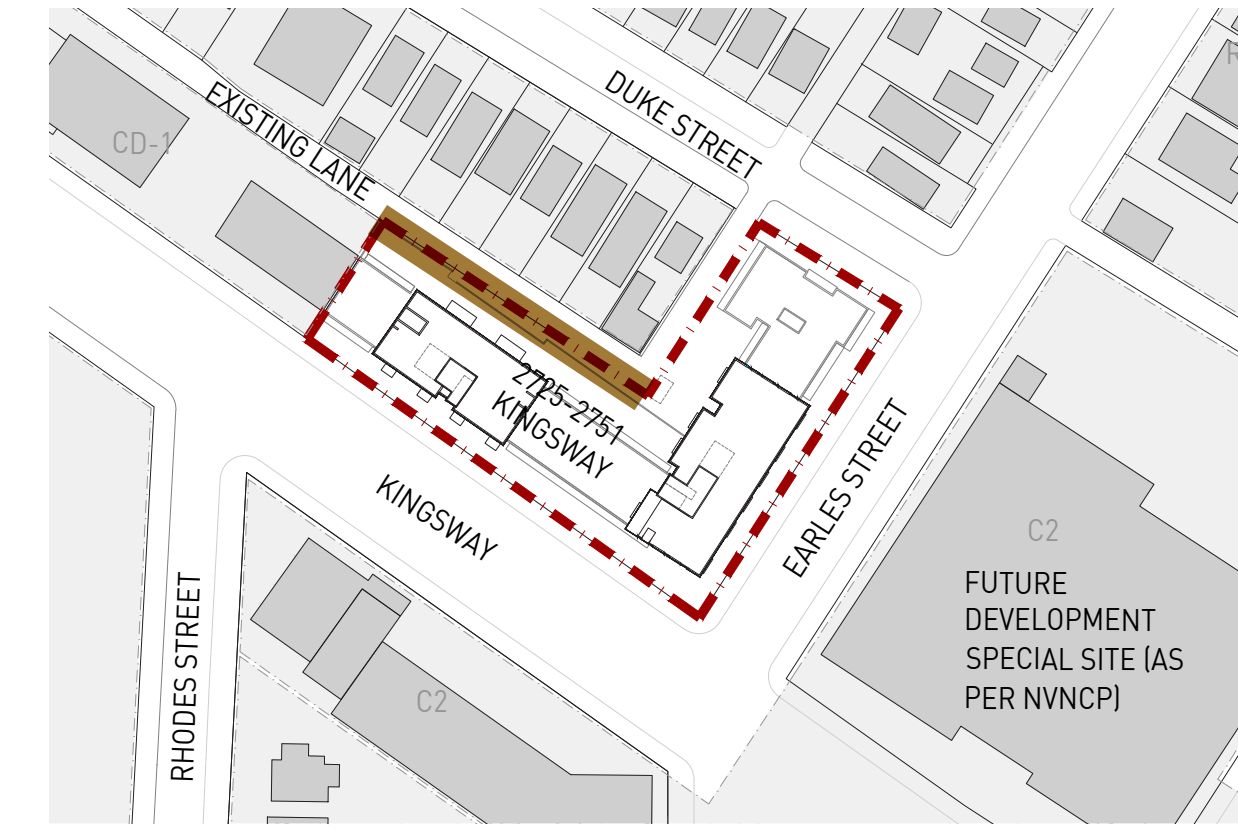 DUKE STREET
EXISTING LANE
CD-1
R
2725-2751
KINGSWAY
KINGSWAY
EARLES STREET
C2
FUTURE
DEVELOPMENT
SPECIAL SITE (AS
PER NVNCP)
RHODES STREET
C2